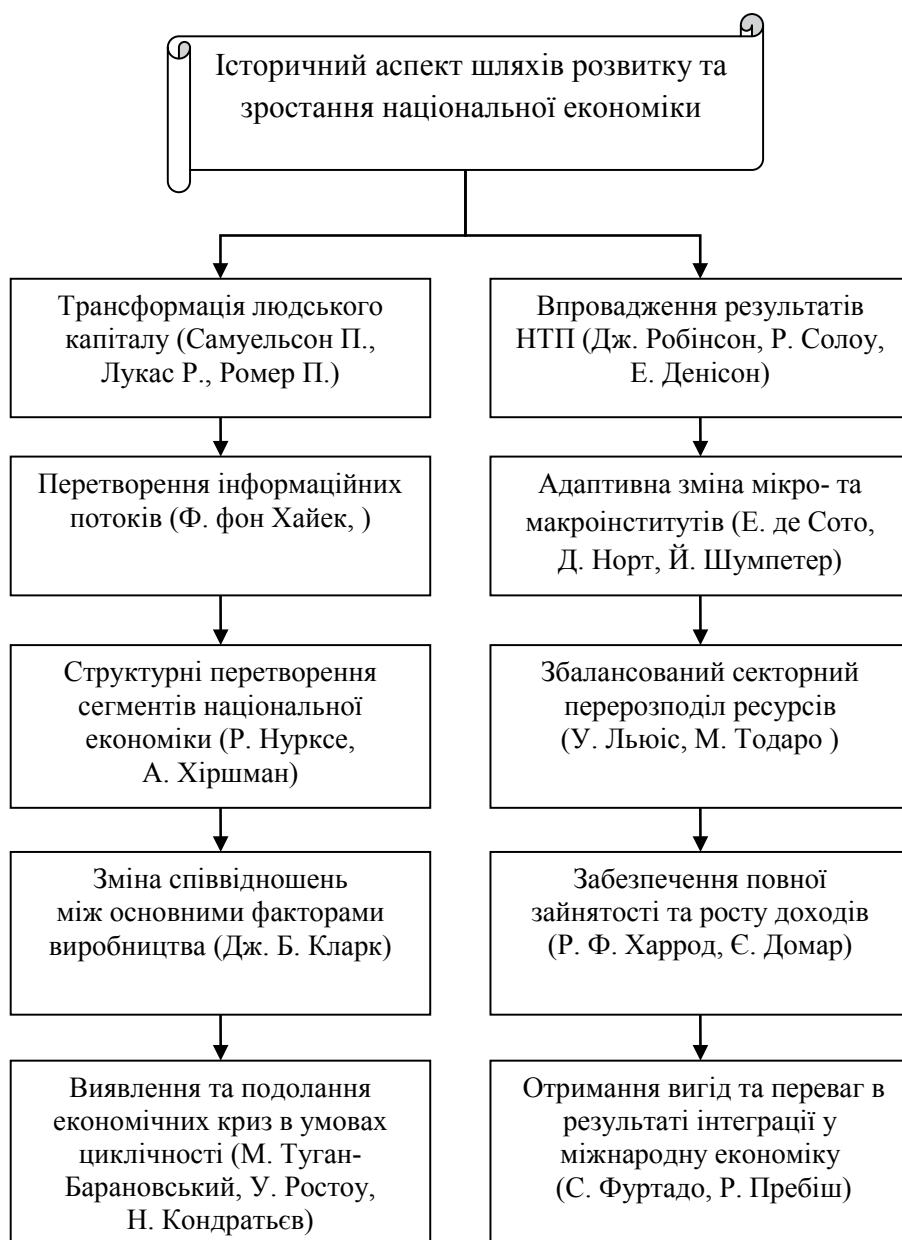 Історичний аспект шляхів розвитку та
зростання національної економіки
Трансформація людського
капіталу (Самуельсон П.,
Лукас Р., Ромер П.)
Впровадження результатів
НТП (Дж. Робінсон, Р. Солоу,
Е. Денісон)
Перетворення інформаційних
потоків (Ф. фон Хайек, )
Адаптивна зміна мікро- та
макроінститутів (Е. де Сото,
Д. Норт, Й. Шумпетер)
Структурні перетворення
сегментів національної
економіки (Р. Нурксе,
А. Хіршман)
Збалансований секторний
перерозподіл ресурсів
(У. Льюіс, М. Тодаро )
Зміна співвідношень
між основними факторами
виробництва (Дж. Б. Кларк)
Забезпечення повної
зайнятості та росту доходів
(Р. Ф. Харрод, Є. Домар)
Виявлення та подолання
економічних криз в умовах
циклічності (М. Туган-
Барановський, У. Ростоу,
Н. Кондратьєв)
Отримання вигід та переваг в
результаті інтеграції у
міжнародну економіку
(С. Фуртадо, Р. Пребіш)